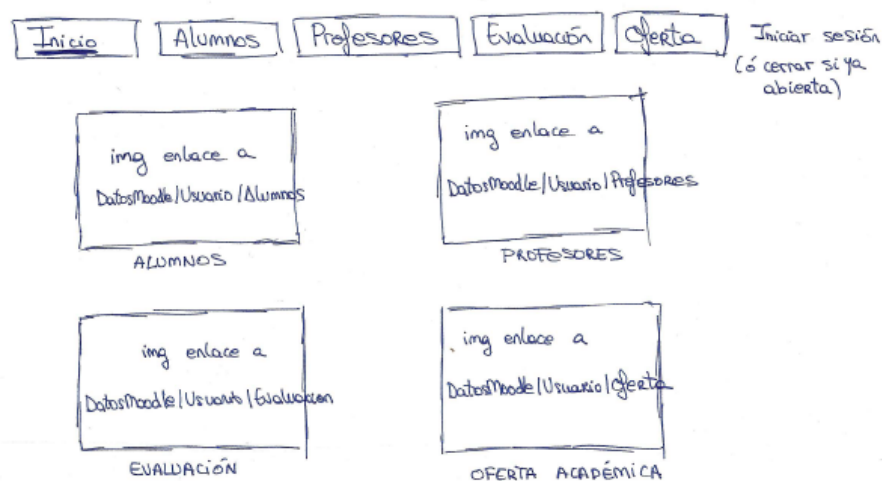 Inicio Alumnos Profesores Evaluación Oferta Iniciar sesión
(ó cerrar si ya
abierta)
img enlace a
DatosMoodle/Usuario/Alumnos
ALUMNOS
img enlace a
DatosMoodle/Usuario/Profesores
PROFESORES
img enlace a
DatosMoodle/Usuario/Evaluacion
EVALUACIÓN
img enlace a
DatosMoodle/Usuario/Oferta
OFERTA ACADÉMICA